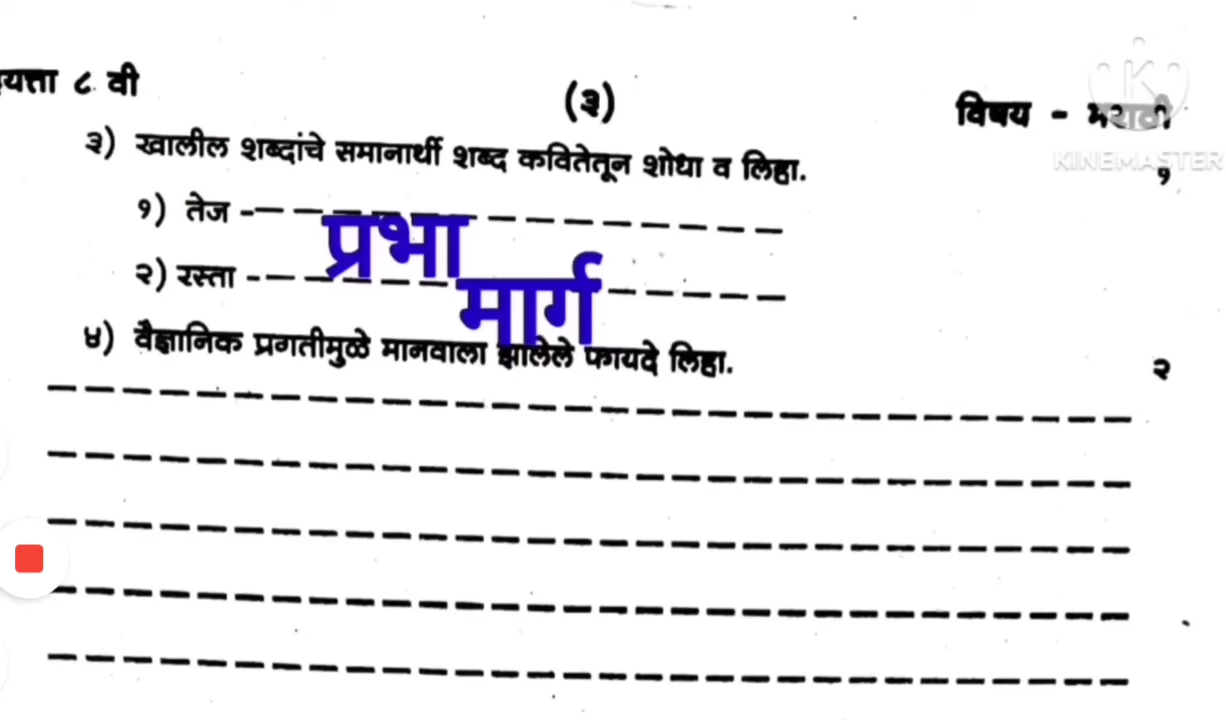 यत्ता ८ वी
(३)
विषय - मराठी
३) खालील शब्दांचे समानार्थी शब्द कवितेतून शोधा व लिहा. १
१) तेज - प्रभा
२) रस्ता - मार्ग
४) वैज्ञानिक प्रगतीमुळे मानवाला झालेले फायदे लिहा. २
KINEMASTER